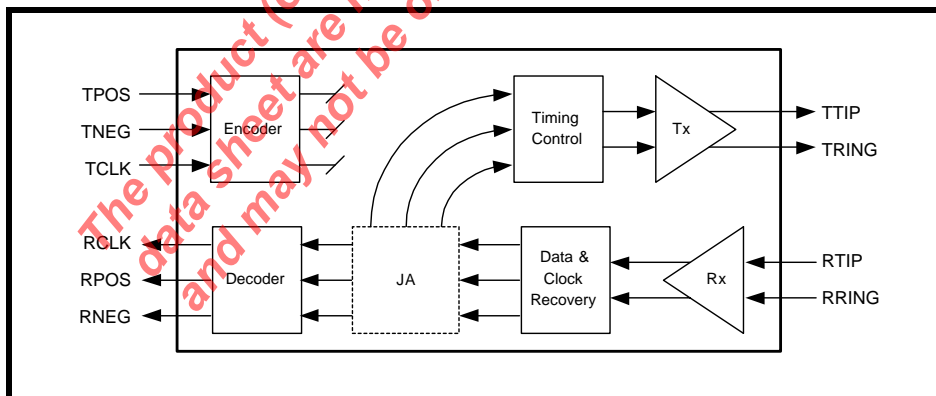 TPOS
TNEG
TCLK
Encoder
Timing
Control
Tx
TTIP
TRING
RCLK
RPOS
RNEG
Decoder
JA
Data &
Clock
Recovery
Rx
RTIP
RRING
The product (
data sheet are
and may not be